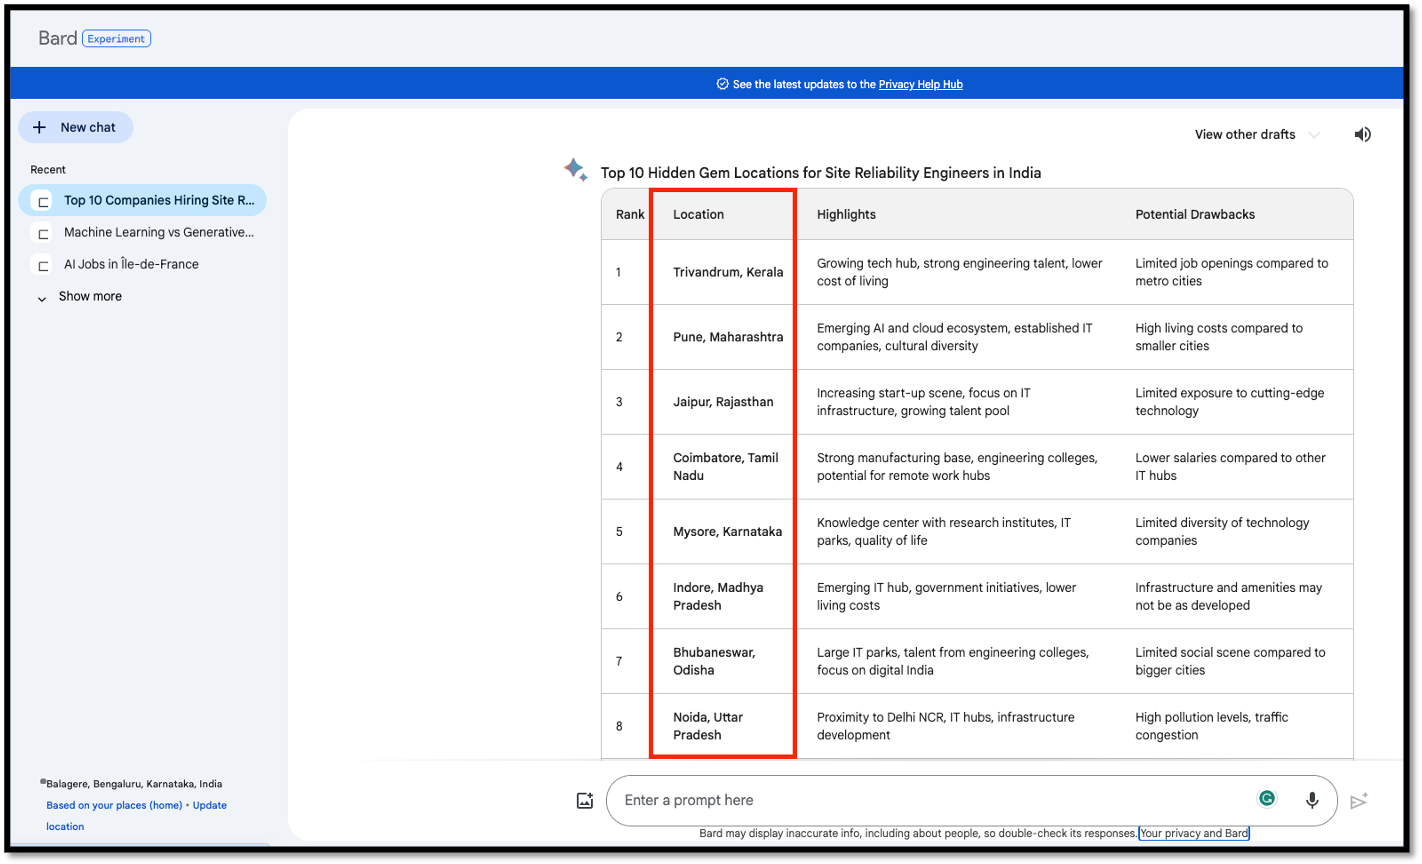 Bard Experiment
See the latest updates to the Privacy Help Hub
New chat
Recent
Top 10 Companies Hiring Site R...
Machine Learning vs Generative...
AI Jobs in Île-de-France
Show more
Balagere, Bengaluru, Karnataka, India
Based on your places (home) • Update
location
View other drafts
Top 10 Hidden Gem Locations for Site Reliability Engineers in India
Rank Location Highlights Potential Drawbacks
1 Trivandrum, Kerala Growing tech hub, strong engineering talent, lower Limited job openings compared to
cost of living metro cities
2 Pune, Maharashtra Emerging AI and cloud ecosystem, established IT High living costs compared to
companies, cultural diversity smaller cities
3 Jaipur, Rajasthan Increasing start-up scene, focus on IT Limited exposure to cutting-edge
infrastructure, growing talent pool technology
4 Coimbatore, Tamil Strong manufacturing base, engineering colleges, Lower salaries compared to other
Nadu potential for remote work hubs IT hubs
5 Mysore, Karnataka Knowledge center with research institutes, IT Limited diversity of technology
parks, quality of life companies
6 Indore, Madhya Emerging IT hub, government initiatives, lower Infrastructure and amenities may
Pradesh living costs not be as developed
7 Bhubaneswar, Large IT parks, talent from engineering colleges, Limited social scene compared to
Odisha focus on digital India bigger cities
8 Noida, Uttar Proximity to Delhi NCR, IT hubs, infrastructure High pollution levels, traffic
Pradesh development congestion
Enter a prompt here
Bard may display inaccurate info, including about people, so double-check its responses. Your privacy and Bard